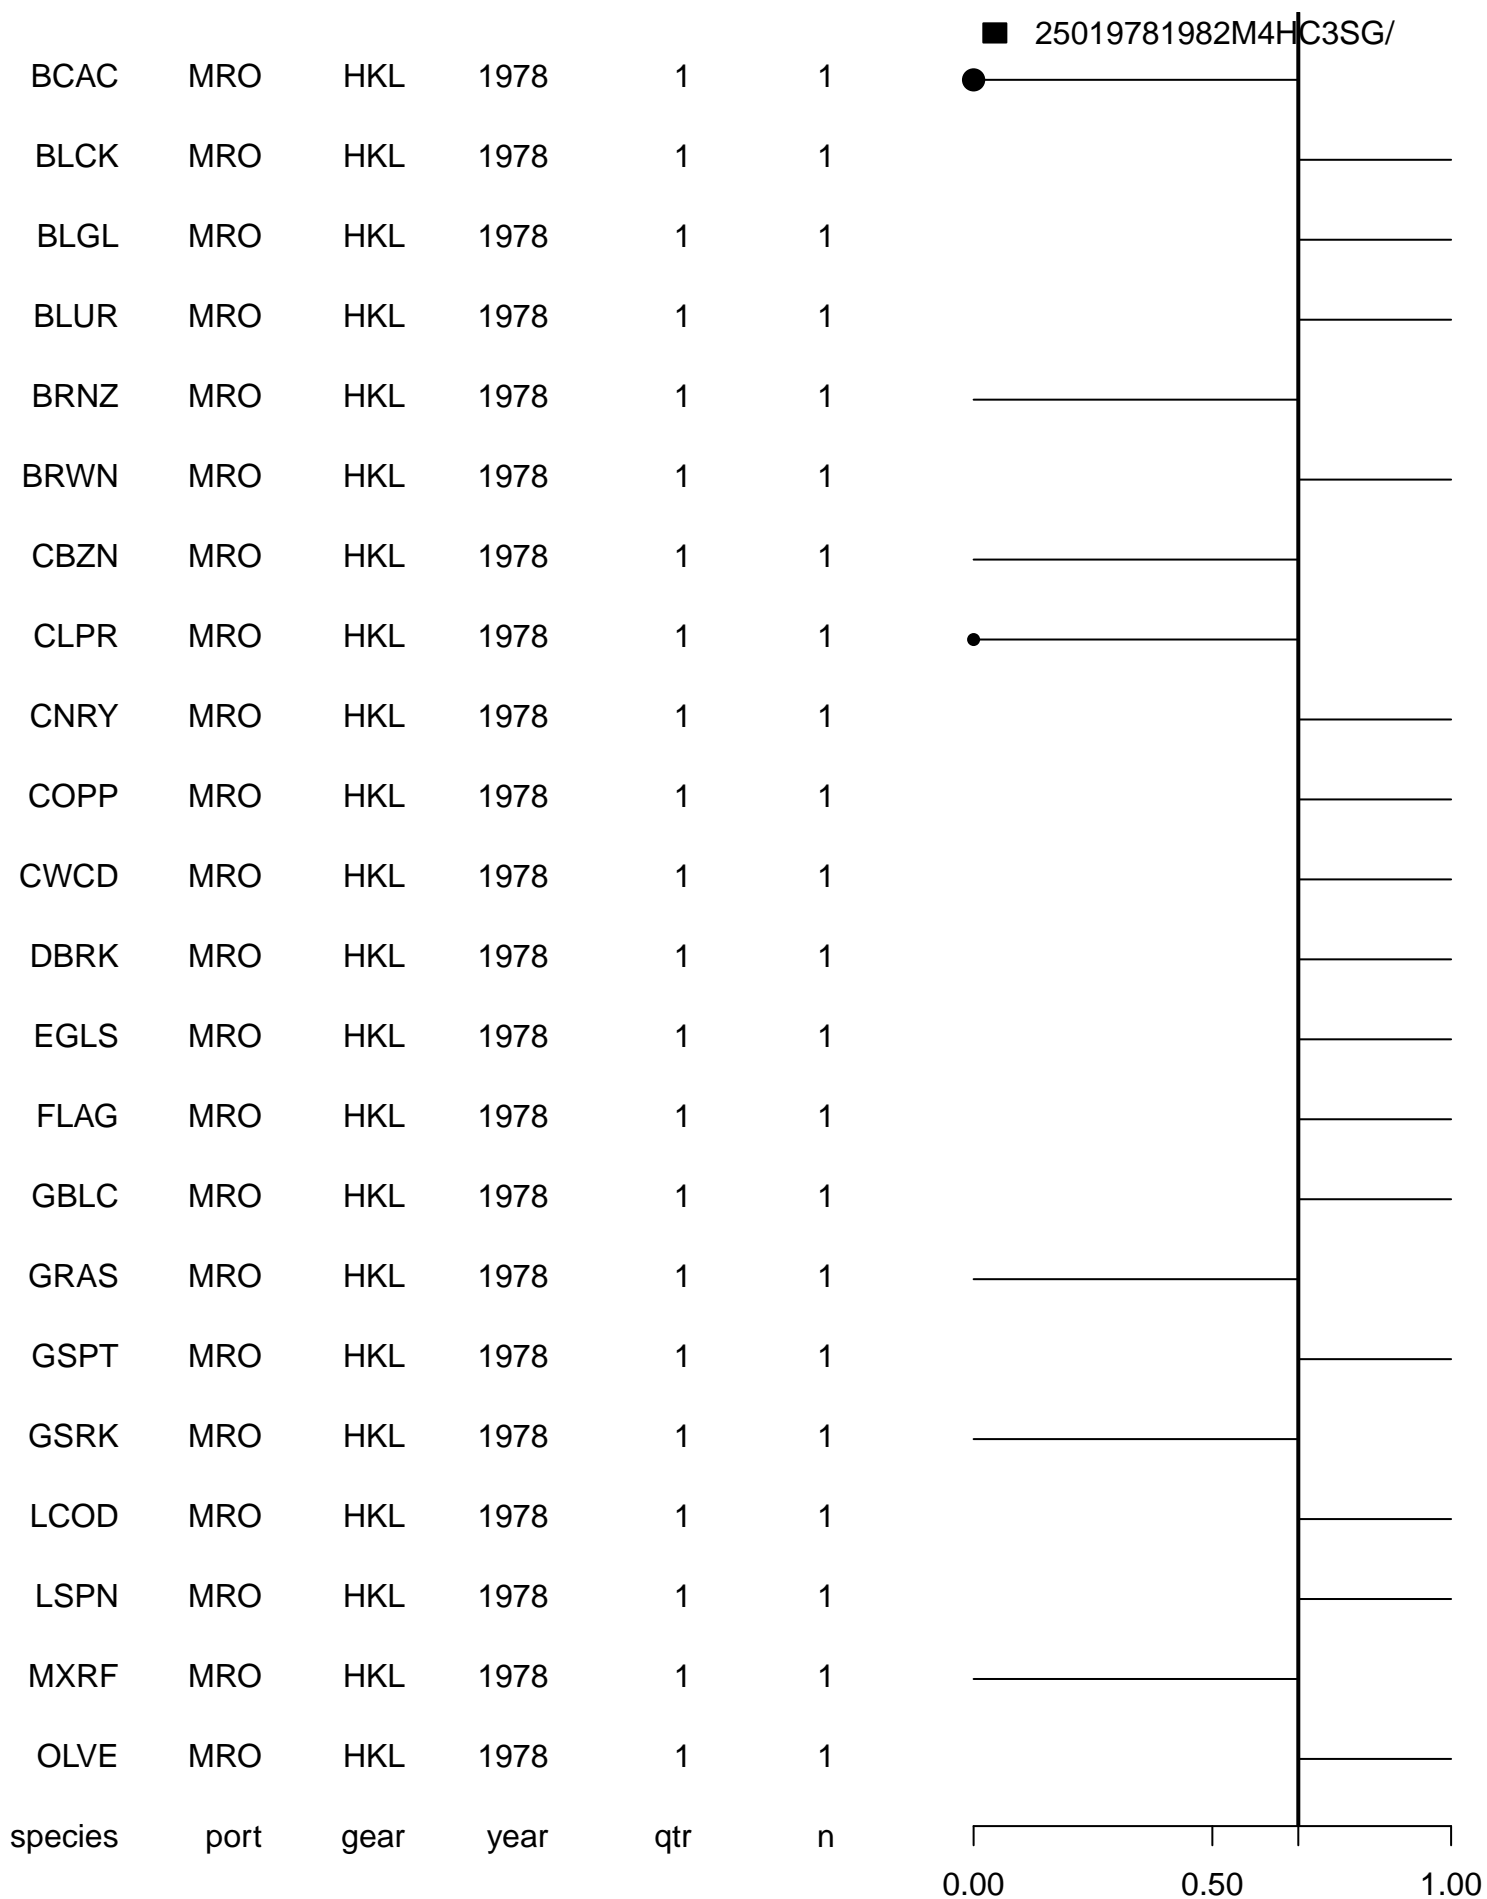 25019781982M4HC3SG/
BCAC MRO HKL 1978 1 1
BLCK MRO HKL 1978 1 1
BLGL MRO HKL 1978 1 1
BLUR MRO HKL 1978 1 1
BRNZ MRO HKL 1978 1 1
BRWN MRO HKL 1978 1 1
CBZN MRO HKL 1978 1 1
CLPR MRO HKL 1978 1 1
CNRY MRO HKL 1978 1 1
COPP MRO HKL 1978 1 1
CWCD MRO HKL 1978 1 1
DBRK MRO HKL 1978 1 1
EGLS MRO HKL 1978 1 1
FLAG MRO HKL 1978 1 1
GBLC MRO HKL 1978 1 1
GRAS MRO HKL 1978 1 1
GSPT MRO HKL 1978 1 1
GSRK MRO HKL 1978 1 1
LCOD MRO HKL 1978 1 1
LSPN MRO HKL 1978 1 1
MXRF MRO HKL 1978 1 1
OLVE MRO HKL 1978 1 1
species port gear year qtr n
0.00 0.50 1.00